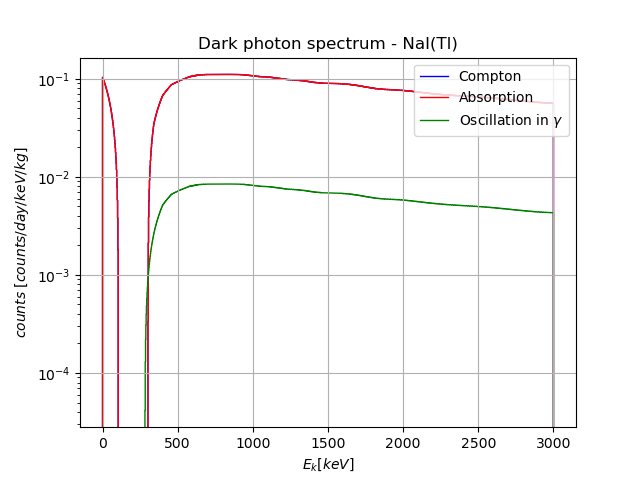 Dark photon spectrum - NaI(Tl)
Compton
Absorption
Oscillation in γ
counts [counts/day/keV/kg]
10⁻¹
10⁻²
10⁻³
10⁻⁴
0 500 1000 1500 2000 2500 3000
E_k[keV]